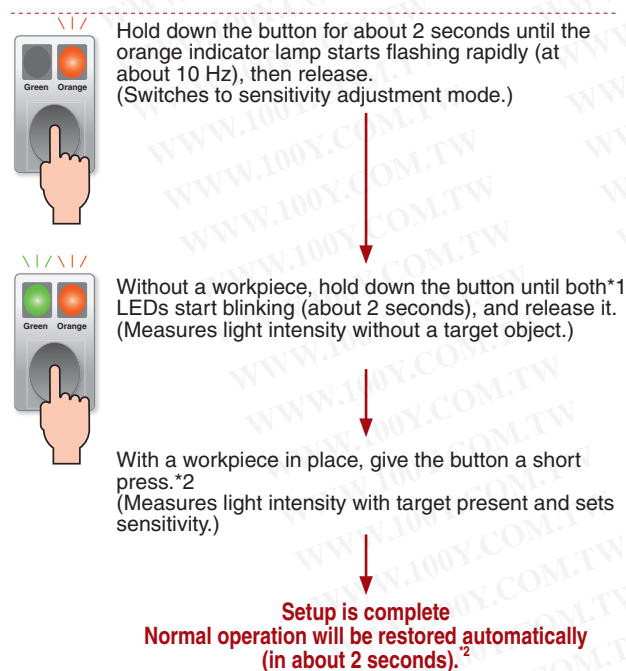 Hold down the button for about 2 seconds until the
orange indicator lamp starts flashing rapidly (at
about 10 Hz), then release.
(Switches to sensitivity adjustment mode.)
Green Orange
Without a workpiece, hold down the button until both*1
LEDs start blinking (about 2 seconds), and release it.
(Measures light intensity without a target object.)
Green Orange
With a workpiece in place, give the button a short
press.*2
(Measures light intensity with target present and sets
sensitivity.)
Setup is complete
Normal operation will be restored automatically
(in about 2 seconds).*2
WWW.100Y.COM.TW